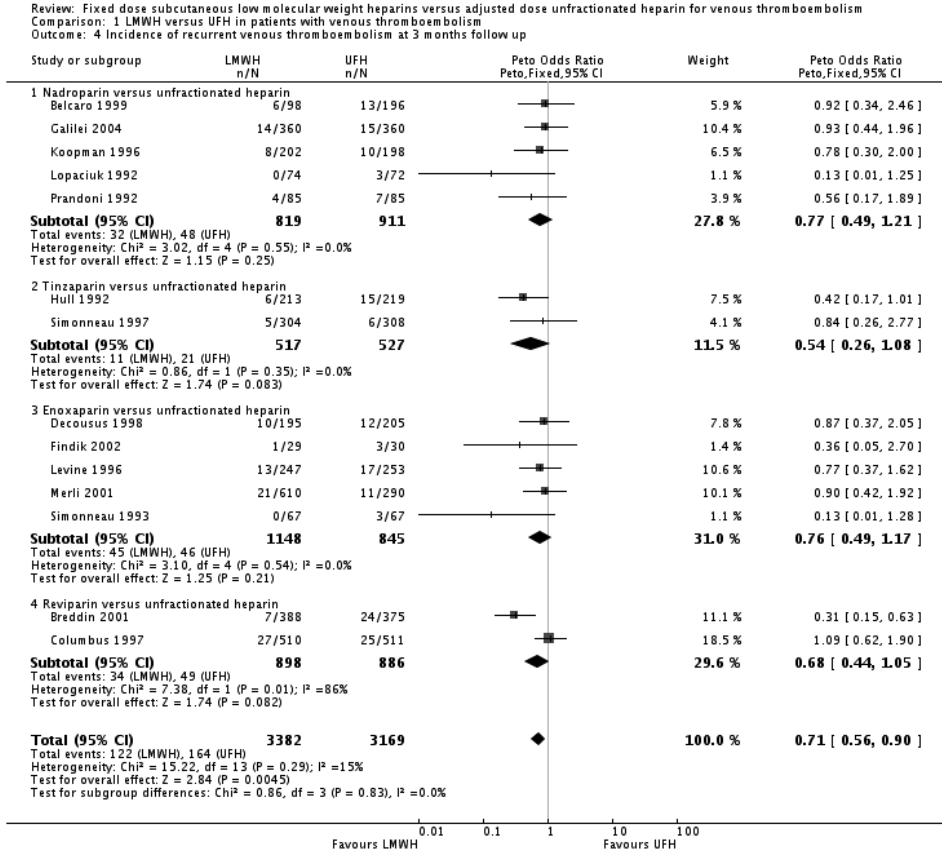 Review: Fixed dose subcutaneous low molecular weight heparins versus adjusted dose unfractionated heparin for venous thromboembolism
Comparison: 1 LMWH versus UFH in patients with venous thromboembolism
Outcome: 4 Incidence of recurrent venous thromboembolism at 3 months follow up
Study or subgroup LMWH UFH Peto Odds Ratio Weight Peto Odds Ratio
n/N n/N Peto,Fixed,95% CI Peto,Fixed,95% CI
1 Nadroparin versus unfractionated heparin
Belcaro 1999 6/98 13/196 5.9 % 0.92 [ 0.34, 2.46 ]
Galilei 2004 14/360 15/360 10.4 % 0.93 [ 0.44, 1.96 ]
Koopman 1996 8/202 10/198 6.5 % 0.78 [ 0.30, 2.00 ]
Lopaciuk 1992 0/74 3/72 1.1 % 0.13 [ 0.01, 1.25 ]
Prandoni 1992 4/85 7/85 3.9 % 0.56 [ 0.17, 1.89 ]
Subtotal (95% CI) 819 911 27.8 % 0.77 [ 0.49, 1.21 ]
Total events: 32 (LMWH), 48 (UFH)
Heterogeneity: Chi² = 3.02, df = 4 (P = 0.55); I² =0.0%
Test for overall effect: Z = 1.15 (P = 0.25)
2 Tinzaparin versus unfractionated heparin
Hull 1992 6/213 15/219 7.5 % 0.42 [ 0.17, 1.01 ]
Simonneau 1997 5/304 6/308 4.1 % 0.84 [ 0.26, 2.77 ]
Subtotal (95% CI) 517 527 11.5 % 0.54 [ 0.26, 1.08 ]
Total events: 11 (LMWH), 21 (UFH)
Heterogeneity: Chi² = 0.86, df = 1 (P = 0.35); I² =0.0%
Test for overall effect: Z = 1.74 (P = 0.083)
3 Enoxaparin versus unfractionated heparin
Decousus 1998 10/195 12/205 7.8 % 0.87 [ 0.37, 2.05 ]
Findik 2002 1/29 3/30 1.4 % 0.36 [ 0.05, 2.70 ]
Levine 1996 13/247 17/253 10.6 % 0.77 [ 0.37, 1.62 ]
Merli 2001 21/610 11/290 10.1 % 0.90 [ 0.42, 1.92 ]
Simonneau 1993 0/67 3/67 1.1 % 0.13 [ 0.01, 1.28 ]
Subtotal (95% CI) 1148 845 31.0 % 0.76 [ 0.49, 1.17 ]
Total events: 45 (LMWH), 46 (UFH)
Heterogeneity: Chi² = 3.10, df = 4 (P = 0.54); I² =0.0%
Test for overall effect: Z = 1.25 (P = 0.21)
4 Reviparin versus unfractionated heparin
Breddin 2001 7/388 24/375 11.1 % 0.31 [ 0.15, 0.63 ]
Columbus 1997 27/510 25/511 18.5 % 1.09 [ 0.62, 1.90 ]
Subtotal (95% CI) 898 886 29.6 % 0.68 [ 0.44, 1.05 ]
Total events: 34 (LMWH), 49 (UFH)
Heterogeneity: Chi² = 7.38, df = 1 (P = 0.01); I² =86%
Test for overall effect: Z = 1.74 (P = 0.082)
Total (95% CI) 3382 3169 100.0 % 0.71 [ 0.56, 0.90 ]
Total events: 122 (LMWH), 164 (UFH)
Heterogeneity: Chi² = 15.22, df = 13 (P = 0.29); I² =15%
Test for overall effect: Z = 2.84 (P = 0.0045)
Test for subgroup differences: Chi² = 0.86, df = 3 (P = 0.83), I² =0.0%
0.01 0.1 1 10 100
Favours LMWH Favours UFH